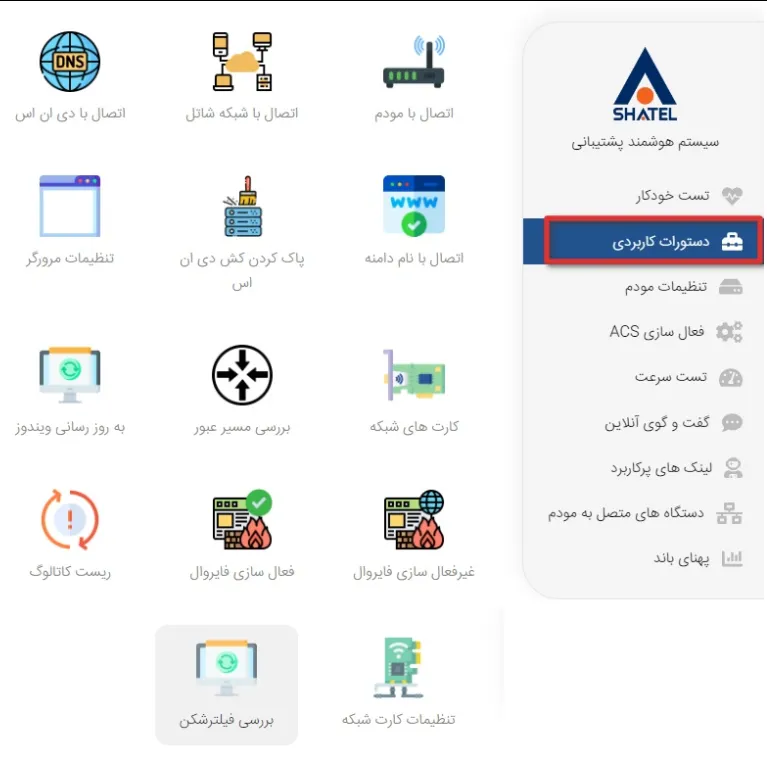 SHATEL
سیستم هوشمند پشتیبانی
تست خودکار
دستورات کاربردی
تنظیمات مودم
فعال سازی ACS
تست سرعت
گفت و گوی آنلاین
لینک های پرکاربرد
دستگاه های متصل به مودم
پهنای باند
اتصال با مودم
اتصال با شبکه شاتل
DNS
اتصال با دی ان اس
WWW
اتصال با نام دامنه
پاک کردن کش دی ان
اس
تنظیمات مرورگر
کارت های شبکه
بررسی مسیر عبور
به روز رسانی ویندوز
غیرفعال سازی فایروال
فعال سازی فایروال
ریست کاتالوگ
تنظیمات کارت شبکه
بررسی فیلترشکن